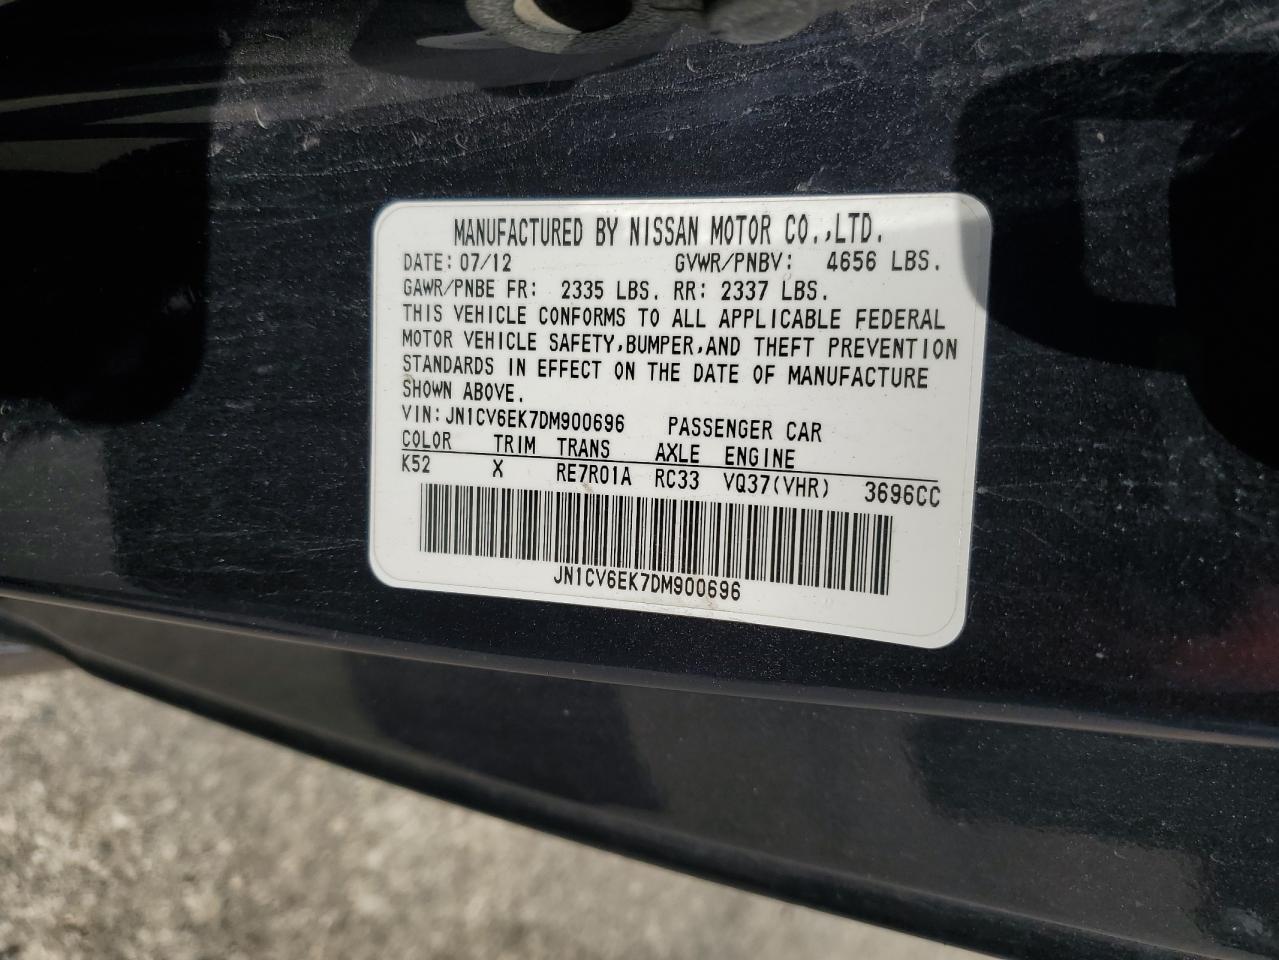 MANUFACTURED BY NISSAN MOTOR CO.,LTD.
DATE: 07/12 GVWR/PNBV: 4656 LBS.
GAWR/PNBE FR: 2335 LBS. RR: 2337 LBS.
THIS VEHICLE CONFORMS TO ALL APPLICABLE FEDERAL
MOTOR VEHICLE SAFETY,BUMPER,AND THEFT PREVENTION
STANDARDS IN EFFECT ON THE DATE OF MANUFACTURE
SHOWN ABOVE.
VIN: JN1CV6EK7DM900696 PASSENGER CAR
COLOR TRIM TRANS AXLE ENGINE
K52 X RE7R01A RC33 VQ37(VHR) 3696CC
JN1CV6EK7DM900696